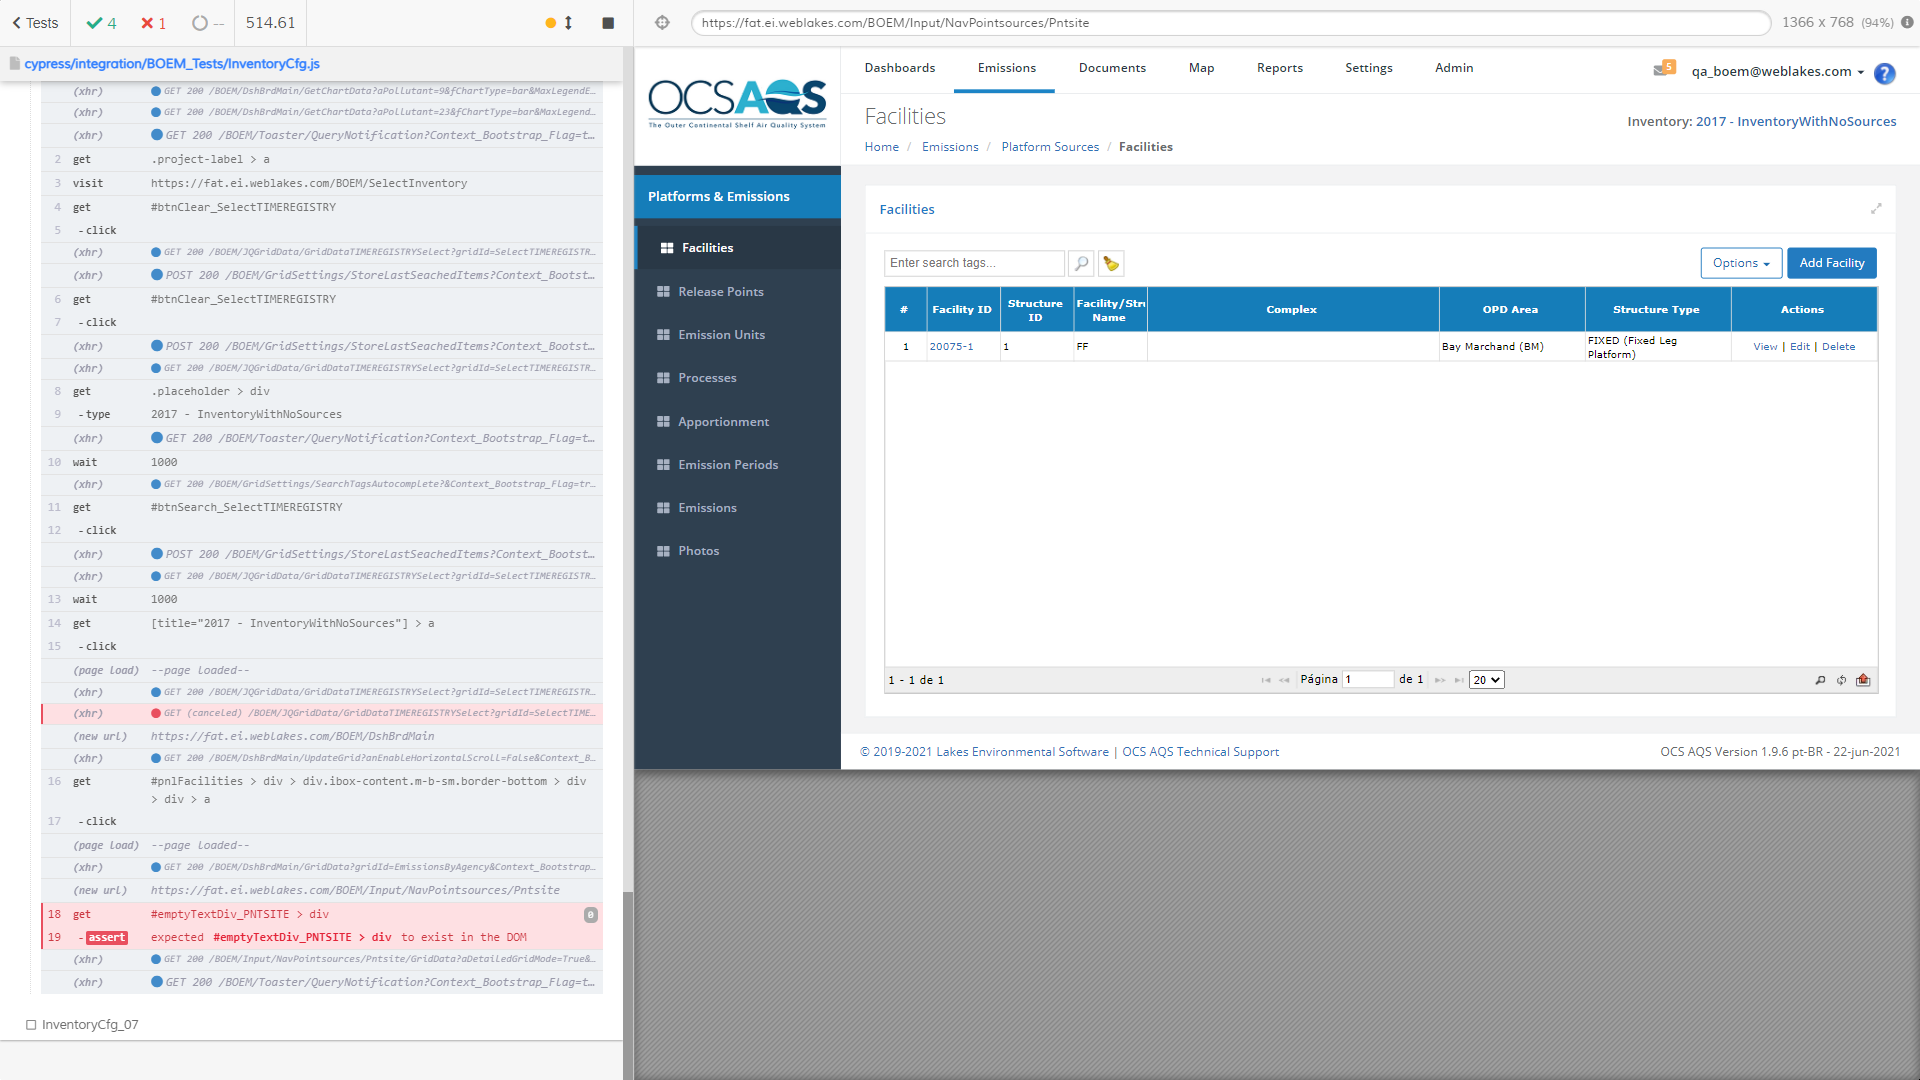 Tests
4
1
--
514.61
cypress/integration/BOEM_Tests/InventoryCfg.js
(xhr) GET 200 /BOEM/DshBrdMain/GetChartData?aPollutant=9&fChartType=bar&MaxLegendE...
(xhr) GET 200 /BOEM/DshBrdMain/GetChartData?aPollutant=23&fChartType=bar&MaxLegend...
(xhr) GET 200 /BOEM/Toaster/QueryNotification?Context_Bootstrap_Flag=t...
2 get .project-label > a
3 visit https://fat.ei.weblakes.com/BOEM/SelectInventory
4 get #btnClear_SelectTIMEREGISTRY
5 -click
(xhr) GET 200 /BOEM/JQGridData/GridDataTIMEREGISTRYSelect?gridId=SelectTIMEREGISTR...
(xhr) POST 200 /BOEM/GridSettings/StoreLastSeachedItems?Context_Bootst...
6 get #btnClear_SelectTIMEREGISTRY
7 -click
(xhr) POST 200 /BOEM/GridSettings/StoreLastSeachedItems?Context_Bootst...
(xhr) GET 200 /BOEM/JQGridData/GridDataTIMEREGISTRYSelect?gridId=SelectTIMEREGISTR...
8 get .placeholder > div
9 -type 2017 - InventoryWithNoSources
(xhr) GET 200 /BOEM/Toaster/QueryNotification?Context_Bootstrap_Flag=t...
10 wait 1000
(xhr) GET 200 /BOEM/GridSettings/SearchTagsAutocomplete?&Context_Bootstrap_Flag=tr...
11 get #btnSearch_SelectTIMEREGISTRY
12 -click
(xhr) POST 200 /BOEM/GridSettings/StoreLastSeachedItems?Context_Bootst...
(xhr) GET 200 /BOEM/JQGridData/GridDataTIMEREGISTRYSelect?gridId=SelectTIMEREGISTR...
13 wait 1000
14 get [title="2017 - InventoryWithNoSources"] > a
15 -click
(page load) --page loaded--
(xhr) GET 200 /BOEM/JQGridData/GridDataTIMEREGISTRYSelect?gridId=SelectTIMEREGISTR...
(xhr) GET (canceled) /BOEM/JQGridData/GridDataTIMEREGISTRYSelect?gridId=SelectTIME...
(new url) https://fat.ei.weblakes.com/BOEM/DshBrdMain
(xhr) GET 200 /BOEM/DshBrdMain/UpdateGrid?anEnableHorizontalScroll=False&Context_B...
16 get #pnlFacilities > div > div.ibox-content.m-b-sm.border-bottom > div
> div > a
17 -click
(page load) --page loaded--
(xhr) GET 200 /BOEM/DshBrdMain/GridData?gridId=EmissionsByAgency&Context_Bootstrap...
(new url) https://fat.ei.weblakes.com/BOEM/Input/NavPointsources/Pntsite
18 get #emptyTextDiv_PNTSITE > div 0
19 -assert expected #emptyTextDiv_PNTSITE > div to exist in the DOM
(xhr) GET 200 /BOEM/Input/NavPointsources/Pntsite/GridData?aDetailedGridMode=True&...
(xhr) GET 200 /BOEM/Toaster/QueryNotification?Context_Bootstrap_Flag=t...
InventoryCfg_07
https://fat.ei.weblakes.com/BOEM/Input/NavPointsources/Pntsite
1366 x 768 (94%)
OCSAQS
The Outer Continental Shelf Air Quality System
Dashboards Emissions Documents Map Reports Settings Admin
5
qa_boem@weblakes.com
?
Facilities
Inventory: 2017 - InventoryWithNoSources
Home / Emissions / Platform Sources / Facilities
Platforms & Emissions
Facilities
Release Points
Emission Units
Processes
Apportionment
Emission Periods
Emissions
Photos
Facilities
Enter search tags...
Options
Add Facility
# Facility ID Structure ID Facility/Stru Name Complex OPD Area Structure Type Actions
1 20075-1 1 FF Bay Marchand (BM) FIXED (Fixed Leg Platform) View | Edit | Delete
1 - 1 de 1
Página 1 de 1
20
© 2019-2021 Lakes Environmental Software | OCS AQS Technical Support
OCS AQS Version 1.9.6 pt-BR - 22-jun-2021